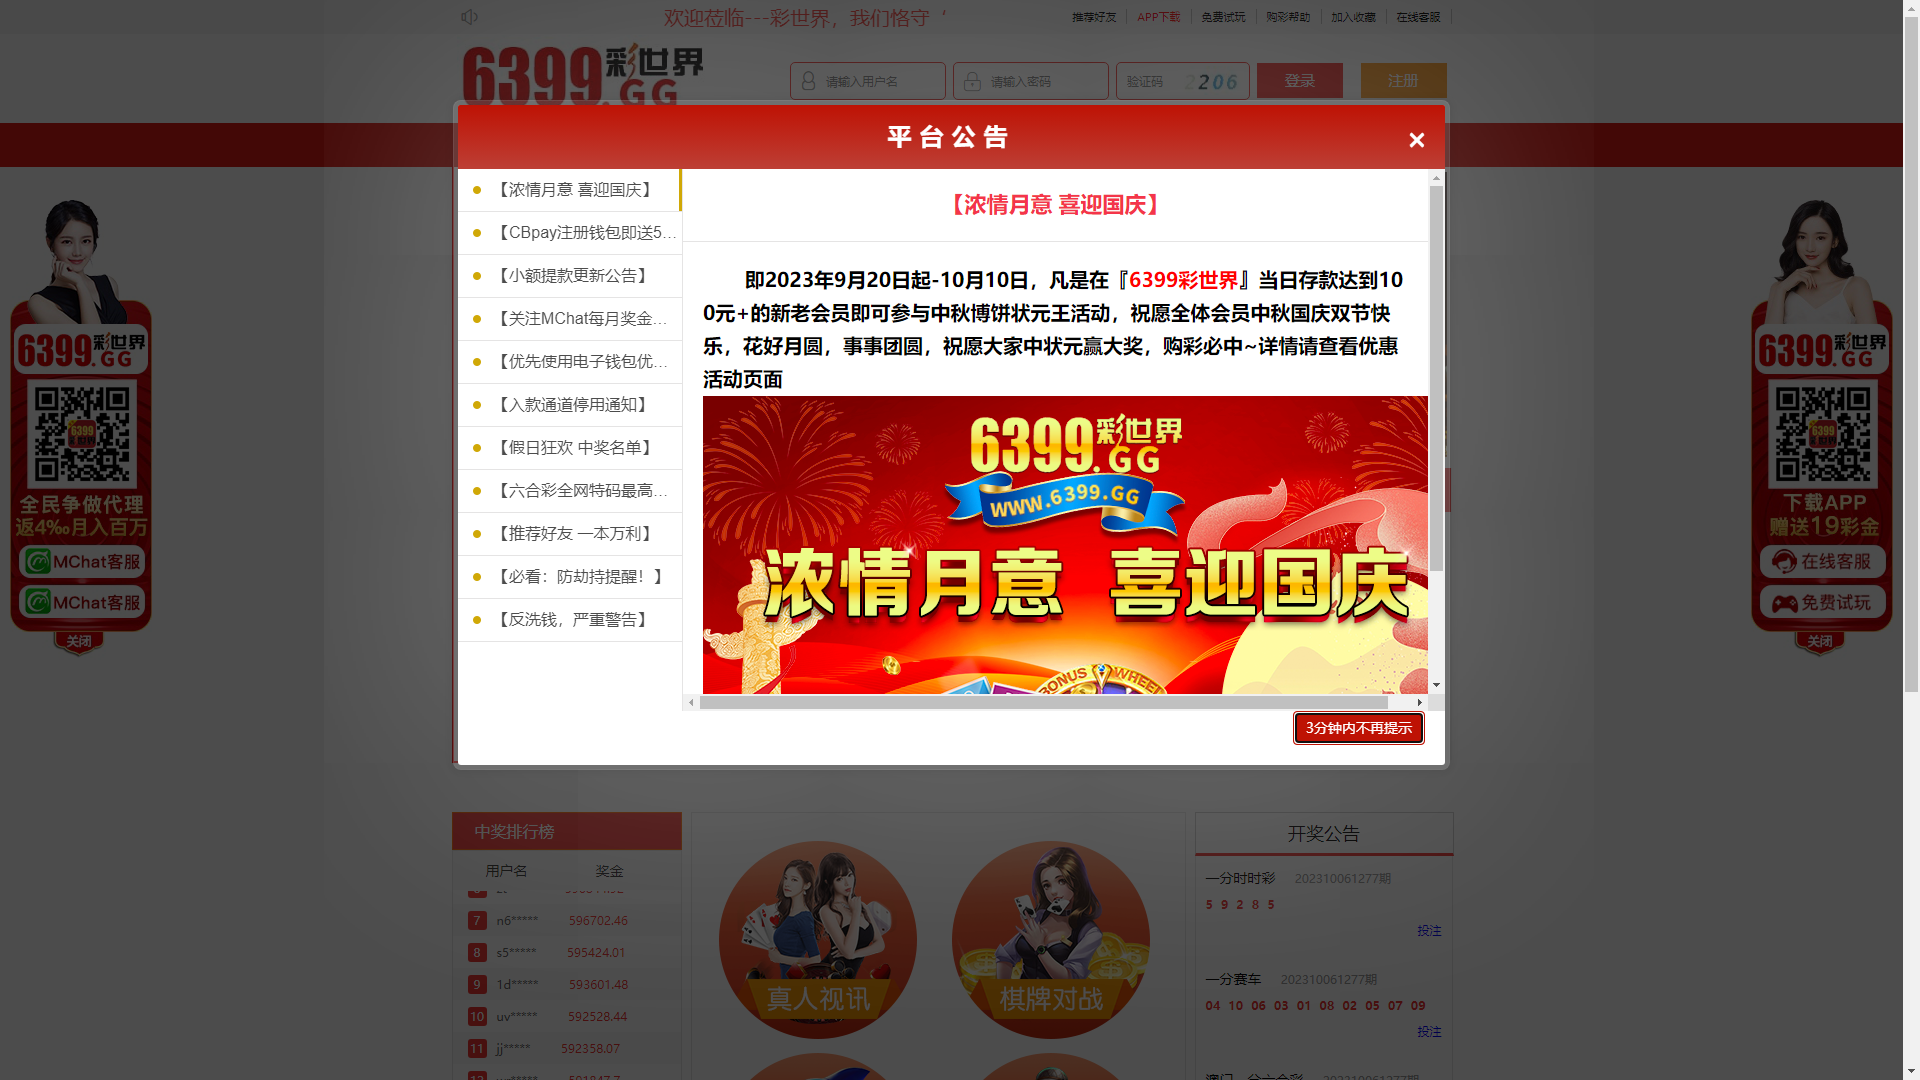 欢迎莅临---彩世界，我们恪守
推荐好友 APP下载 免费试玩 购彩帮助 加入收藏 在线客服
6399彩世界
.GG
请输入用户名 请输入密码 验证码 2206 登录 注册
平台公告
×
【浓情月意 喜迎国庆】
【CBpay注册钱包即送5...
【小额提款更新公告】
【关注MChat每月奖金...
【优先使用电子钱包优...
【入款通道停用通知】
【假日狂欢 中奖名单】
【六合彩全网特码最高...
【推荐好友 一本万利】
【必看：防劫持提醒！】
【反洗钱，严重警告】
【浓情月意 喜迎国庆】
即2023年9月20日起-10月10日，凡是在『6399彩世界』当日存款达到10
0元+的新老会员即可参与中秋博饼状元王活动，祝愿全体会员中秋国庆双节快
乐，花好月圆，事事团圆，祝愿大家中状元赢大奖，购彩必中~详情请查看优惠
活动页面
6399彩世界
.GG
WWW.6399.GG
浓情月意 喜迎国庆
BONUS WHEEL
3分钟内不再提示
6399彩世界
.GG
6399
全民争做代理
返4‰月入百万
MChat客服
MChat客服
关闭
6399彩世界
.GG
6399
下载APP
赠送19彩金
在线客服
免费试玩
关闭
中奖排行榜
用户名 奖金
7 n6***** 596702.46
8 s5***** 595424.01
9 1d***** 593601.48
10 uv***** 592528.44
11 jj***** 592358.07
真人视讯
棋牌对战
开奖公告
一分时时彩 202310061277期
5 9 2 8 5
投注
一分赛车 202310061277期
04 10 06 03 01 08 02 05 07 09
投注